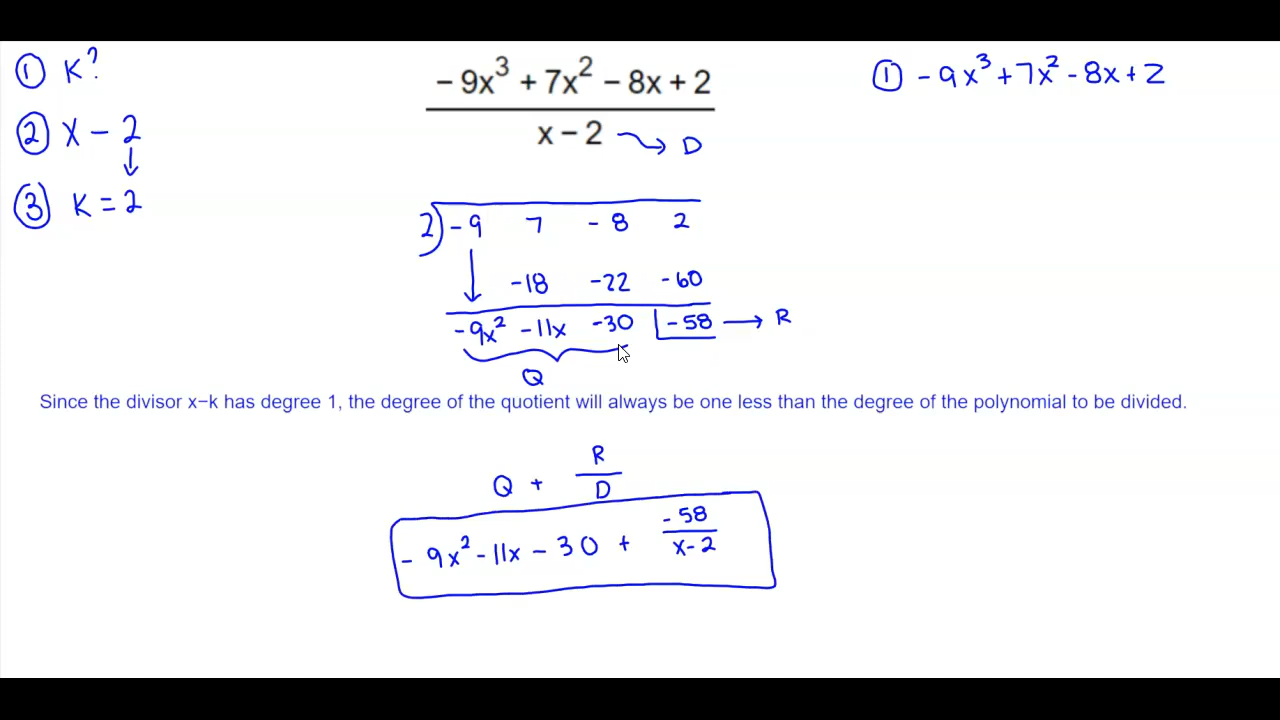 ① K?
② X - 2
③ K = 2
- 9x³ + 7x² - 8x + 2
x - 2 → D
① - 9x³ + 7x² - 8x + 2
2) - 9 7 - 8 2
-18 -22 -60
-9x² -11x -30 -58 → R
Q
Since the divisor x−k has degree 1, the degree of the quotient will always be one less than the degree of the polynomial to be divided.
Q + R/D
- 9x² - 11x - 30 + -58/x-2